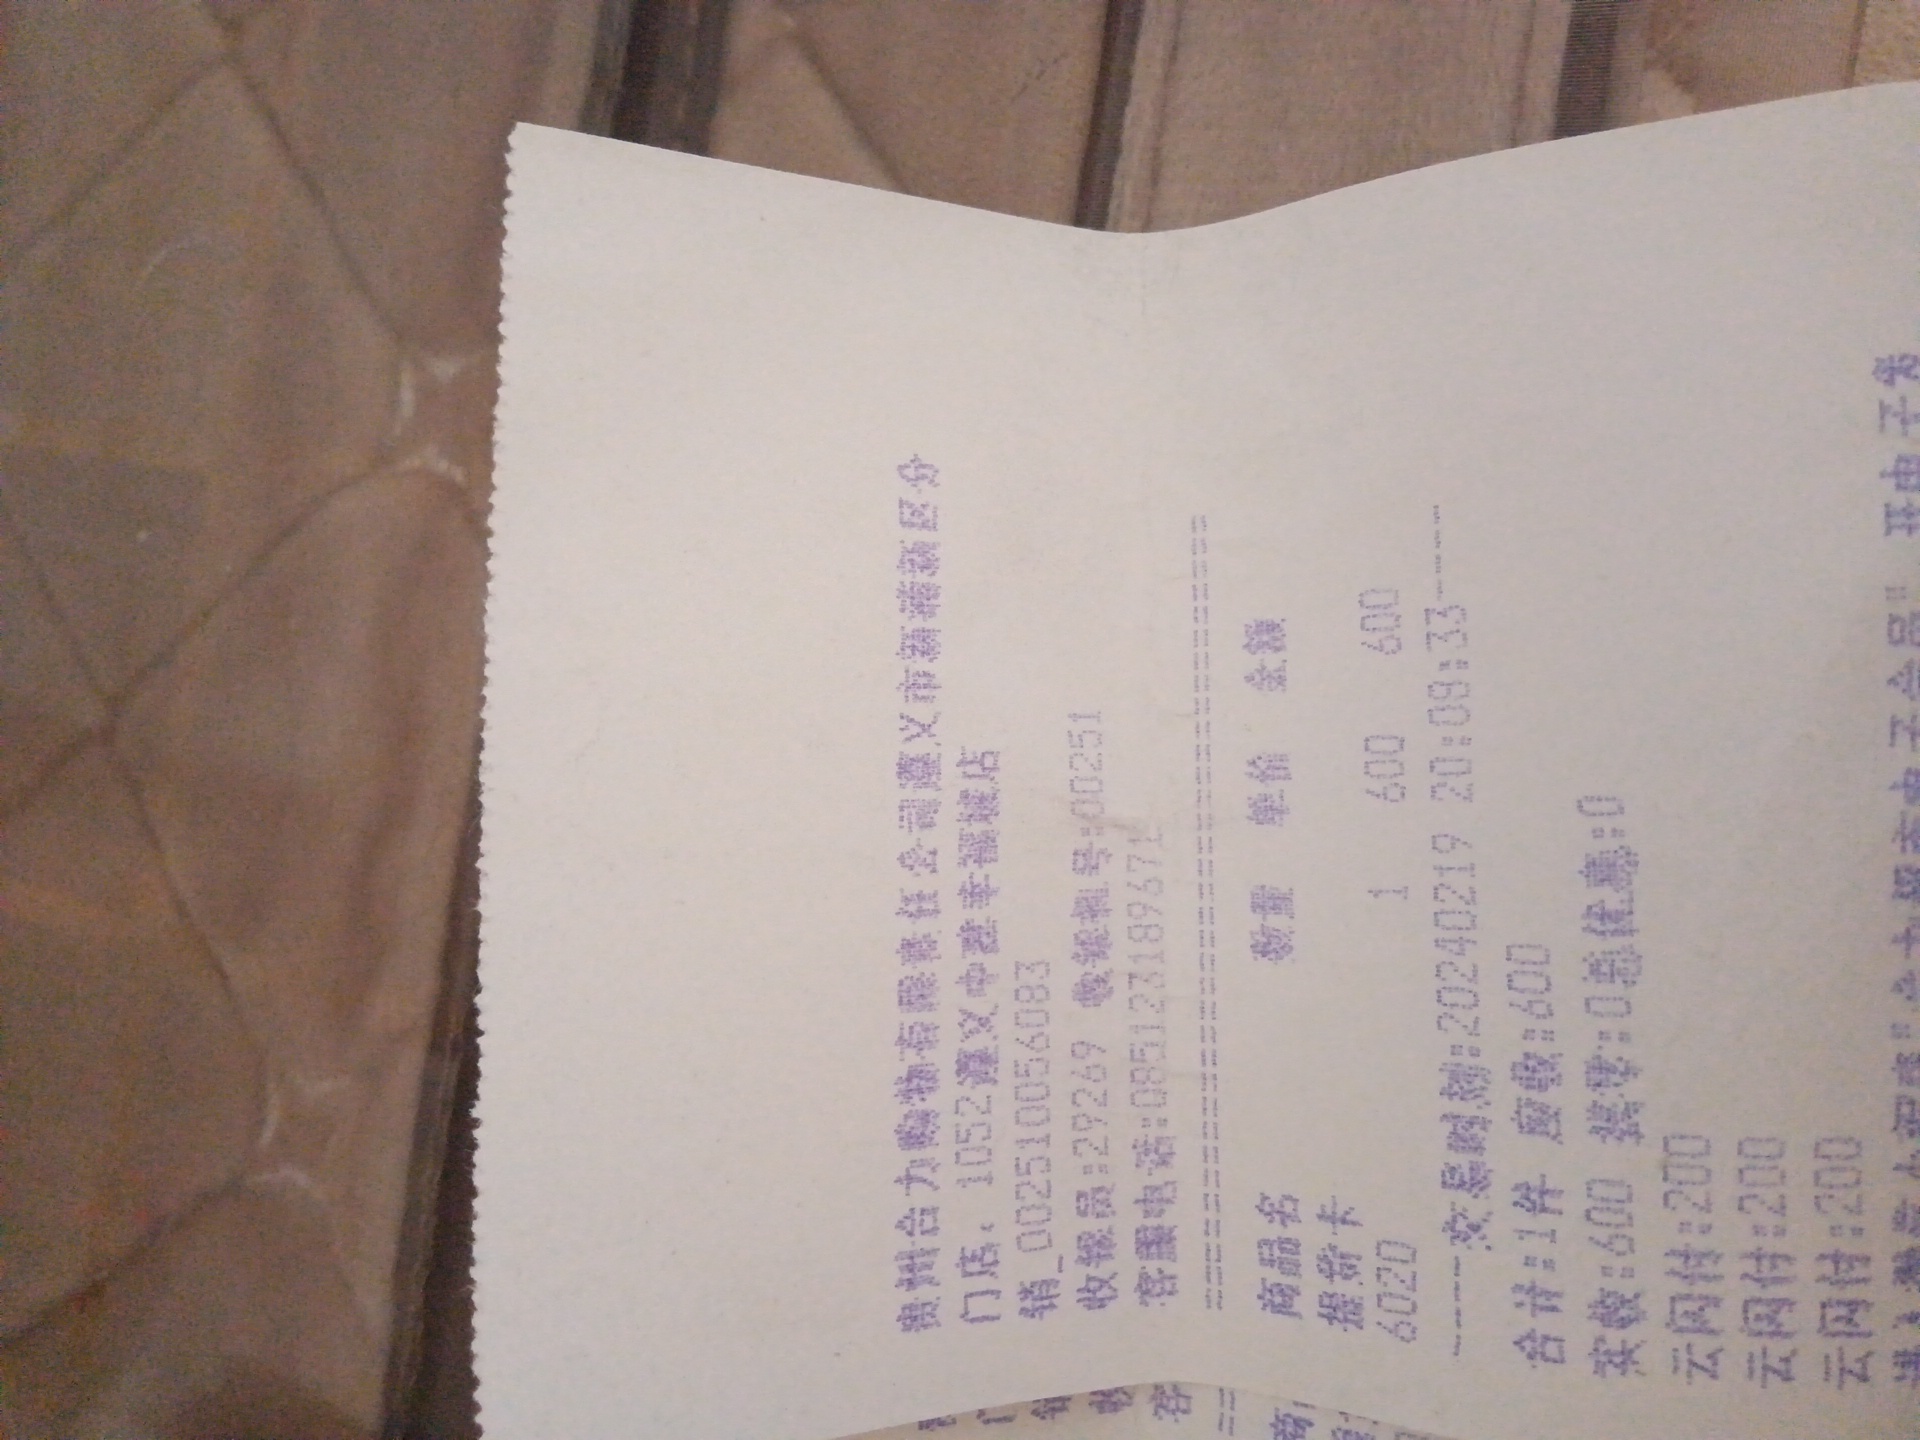 贵州合力购物有限责任公司遵义市新蒲新区分
门店: 1052遵义中建幸福城店
销_002510056083
收银员:29269 收银机号:00251
客服电话:085123189671
================================
商品名 数量 单价 金额
提货卡
6020 1 600 600
-----交易时刻:20240219 20:09:33-----
合计:1件 应收:600
实收:600 找零:0总优惠:0
云闪付:200
云闪付:200
云闪付:200